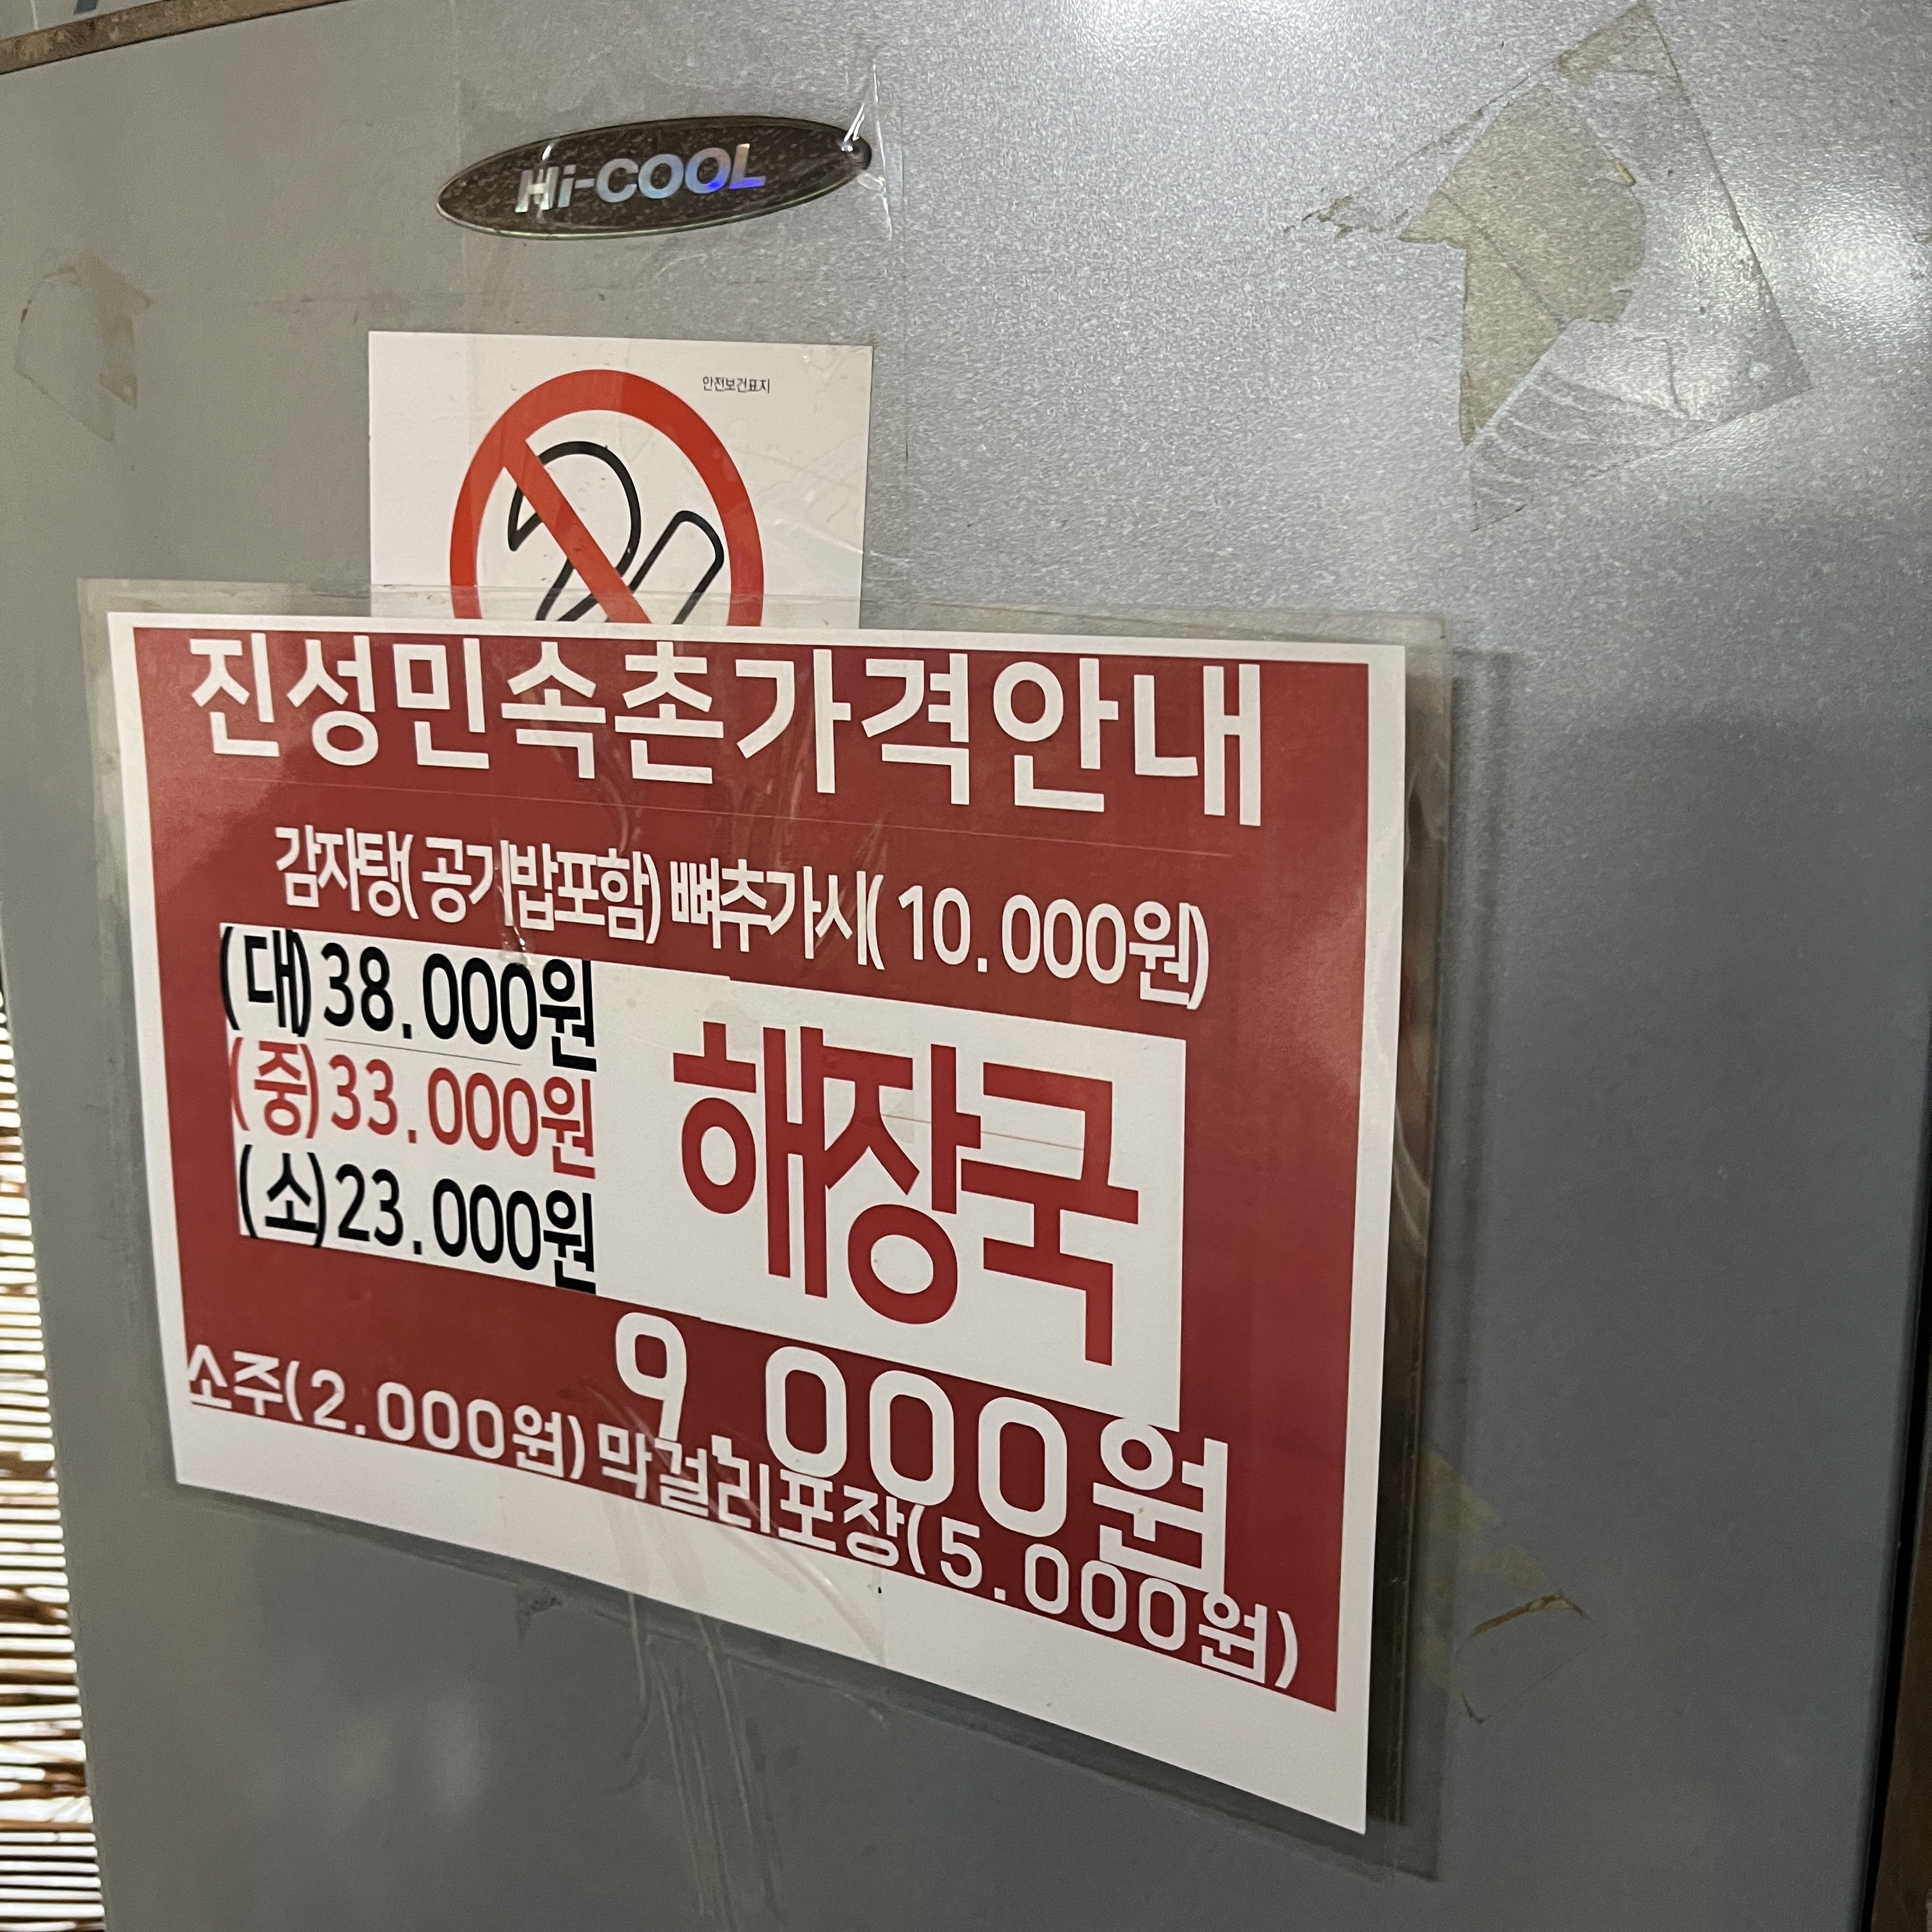 Hi-COOL
안전보건표지
진성민속촌가격안내
감자탕(공기밥포함) 뼈추가시(10.000원)
(대)38.000원
(중)33.000원
(소)23.000원
해장국
9.000원
소주(2.000원) 막걸리포장(5.000원)